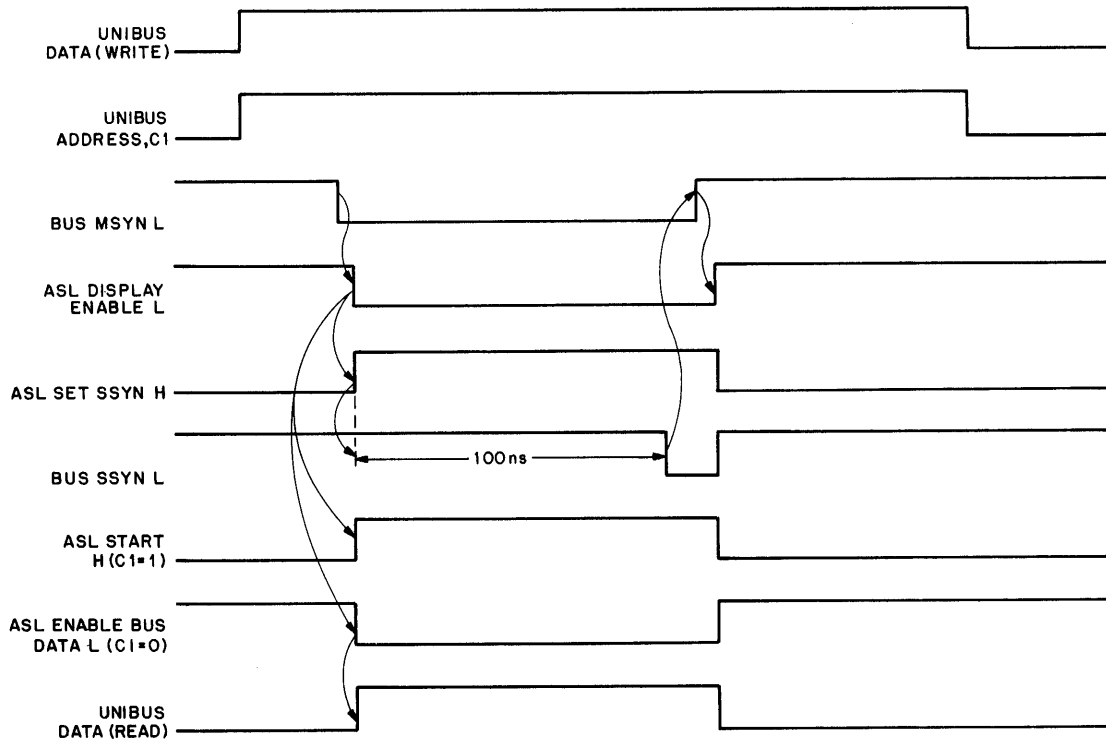 UNIBUS
DATA (WRITE)
UNIBUS
ADDRESS,C1
BUS MSYN L
ASL DISPLAY
ENABLE L
ASL SET SSYN H
100ns
BUS SSYN L
ASL START
H (C1=1)
ASL ENABLE BUS
DATA L (C1=0)
UNIBUS
DATA (READ)